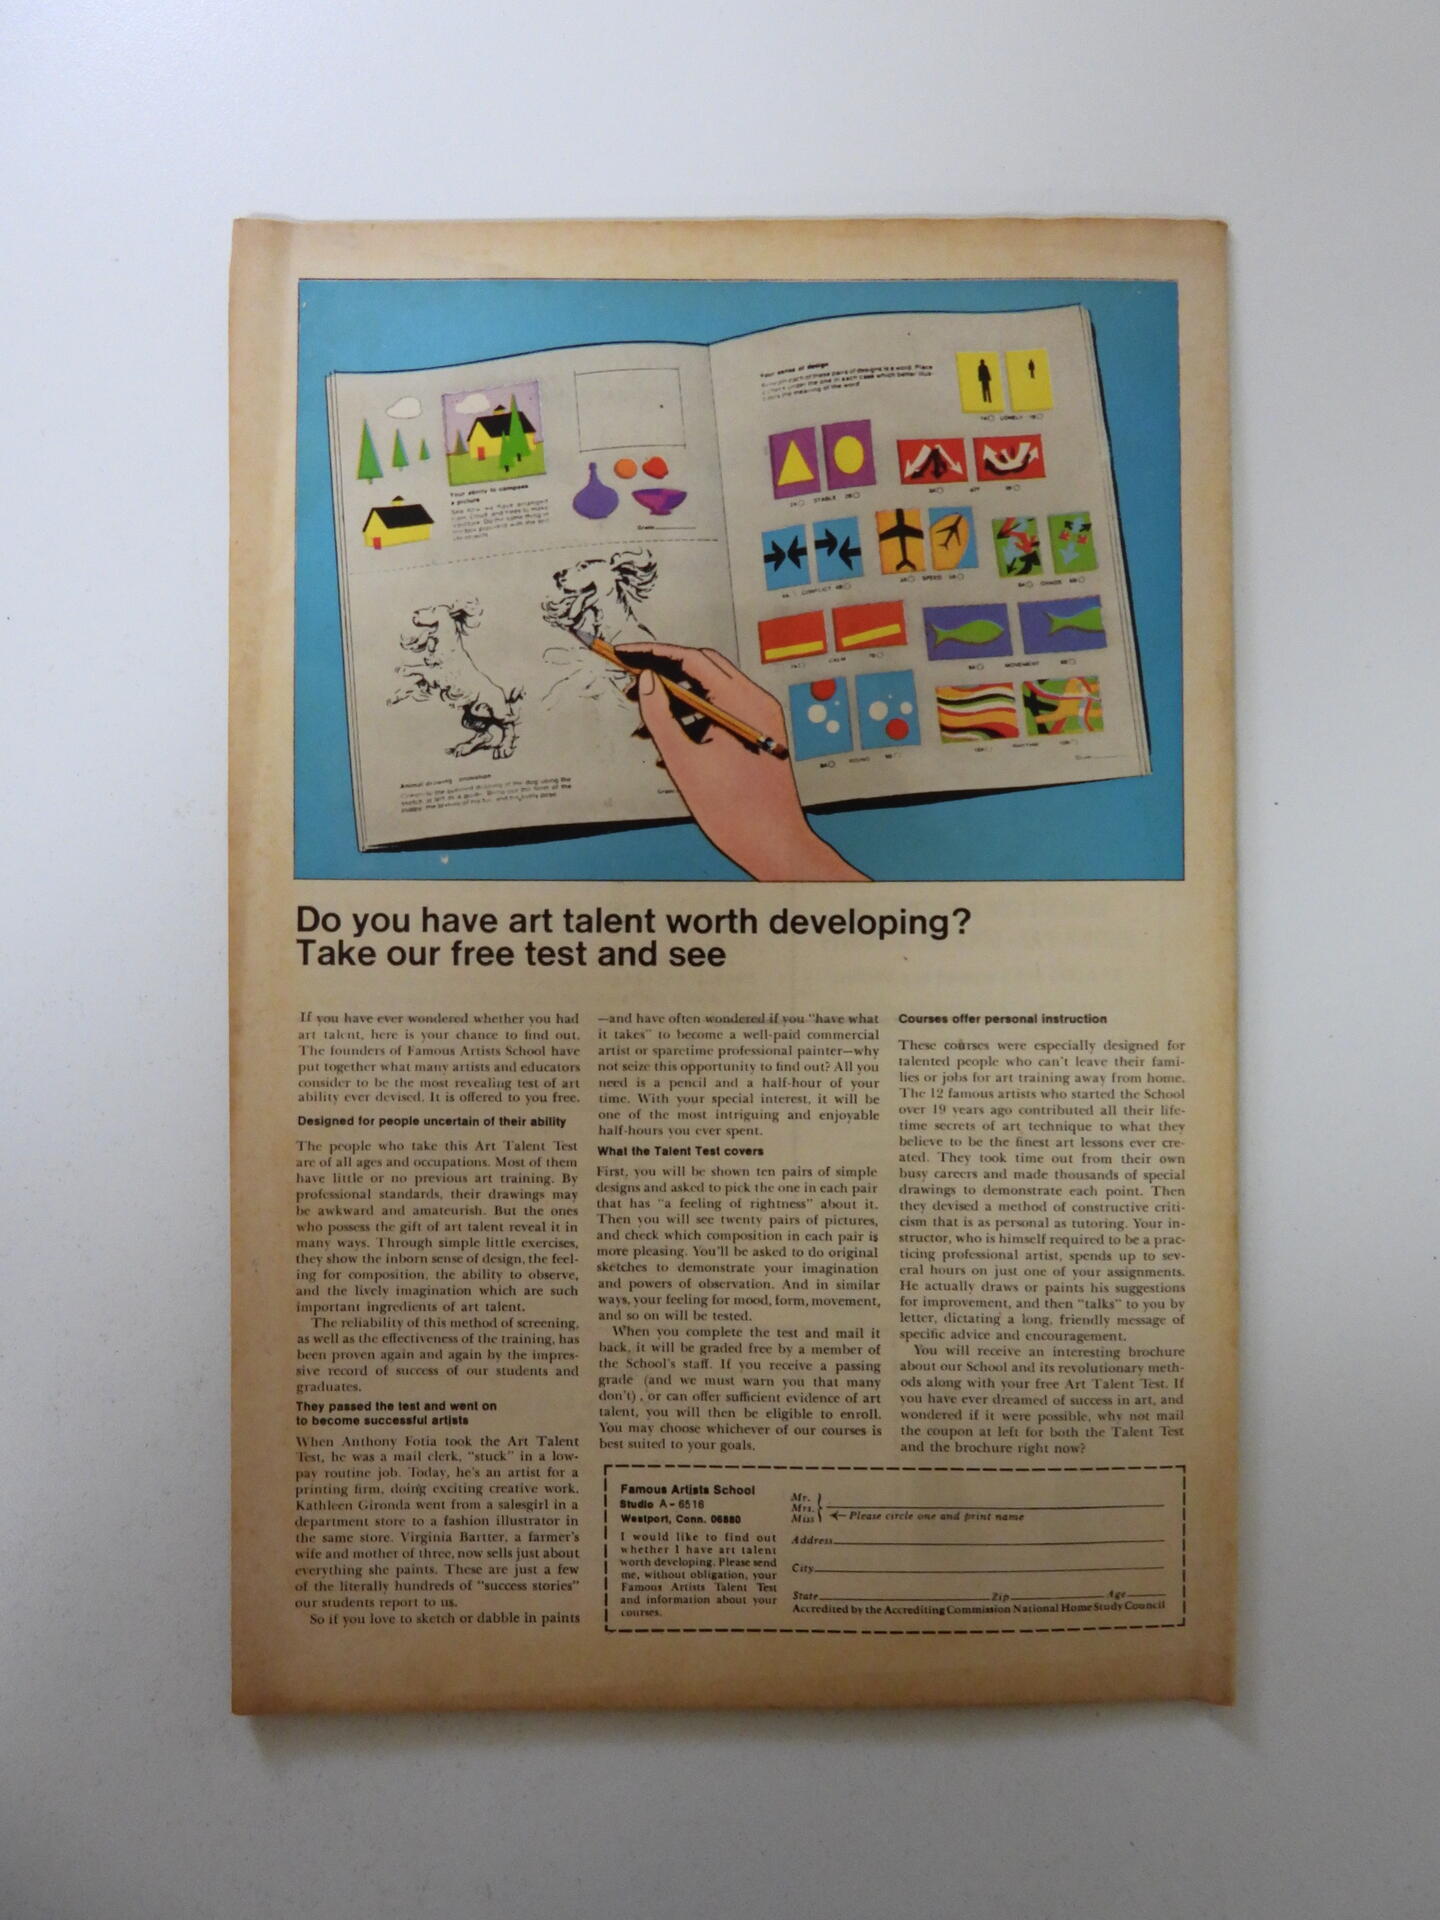 Your sense of design
LONELY
STABLE
JOY
CONFLICT
SPEED
CHAOS
CALM
MOVEMENT
ROUND
RHYTHM
Your ability to compose
a picture
Animal drawing
Do you have art talent worth developing?
Take our free test and see
If you have ever wondered whether you had
art talent, here is your chance to find out.
The founders of Famous Artists School have
put together what many artists and educators
consider to be the most revealing test of art
ability ever devised. It is offered to you free.
Designed for people uncertain of their ability
The people who take this Art Talent Test
are of all ages and occupations. Most of them
have little or no previous art training. By
professional standards, their drawings may
be awkward and amateurish. But the ones
who possess the gift of art talent reveal it in
many ways. Through simple little exercises,
they show the inborn sense of design, the feel-
ing for composition, the ability to observe,
and the lively imagination which are such
important ingredients of art talent.
The reliability of this method of screening,
as well as the effectiveness of the training, has
been proven again and again by the impres-
sive record of success of our students and
graduates.
They passed the test and went on
to become successful artists
When Anthony Fotia took the Art Talent
Test, he was a mail clerk, "stuck" in a low-
pay routine job. Today, he's an artist for a
printing firm, doing exciting creative work.
Kathleen Gironda went from a salesgirl in a
department store to a fashion illustrator in
the same store. Virginia Bartter, a farmer's
wife and mother of three, now sells just about
everything she paints. These are just a few
of the literally hundreds of "success stories"
our students report to us.
So if you love to sketch or dabble in paints
—and have often wondered if you "have what
it takes" to become a well-paid commercial
artist or sparetime professional painter—why
not seize this opportunity to find out? All you
need is a pencil and a half-hour of your
time. With your special interest, it will be
one of the most intriguing and enjoyable
half-hours you ever spent.
What the Talent Test covers
First, you will be shown ten pairs of simple
designs and asked to pick the one in each pair
that has "a feeling of rightness" about it.
Then you will see twenty pairs of pictures,
and check which composition in each pair is
more pleasing. You'll be asked to do original
sketches to demonstrate your imagination
and powers of observation. And in similar
ways, your feeling for mood, form, movement,
and so on will be tested.
When you complete the test and mail it
back, it will be graded free by a member of
the School's staff. If you receive a passing
grade (and we must warn you that many
don't), or can offer sufficient evidence of art
talent, you will then be eligible to enroll.
You may choose whichever of our courses is
best suited to your goals.
Courses offer personal instruction
These courses were especially designed for
talented people who can't leave their fami-
lies or jobs for art training away from home.
The 12 famous artists who started the School
over 19 years ago contributed all their life-
time secrets of art technique to what they
believe to be the finest art lessons ever cre-
ated. They took time out from their own
busy careers and made thousands of special
drawings to demonstrate each point. Then
they devised a method of constructive criti-
cism that is as personal as tutoring. Your in-
structor, who is himself required to be a prac-
ticing professional artist, spends up to sev-
eral hours on just one of your assignments.
He actually draws or paints his suggestions
for improvement, and then "talks" to you by
letter, dictating a long, friendly message of
specific advice and encouragement.
You will receive an interesting brochure
about our School and its revolutionary meth-
ods along with your free Art Talent Test. If
you have ever dreamed of success in art, and
wondered if it were possible, why not mail
the coupon at left for both the Talent Test
and the brochure right now?
Famous Artists School
Studio A-6516
Westport, Conn. 06880
I would like to find out
whether I have art talent
worth developing. Please send
me, without obligation, your
Famous Artists Talent Test
and information about your
courses.
Mr.
Mrs.
Miss
Please circle one and print name
Address
City
State Zip Age
Accredited by the Accrediting Commission National Home Study Council